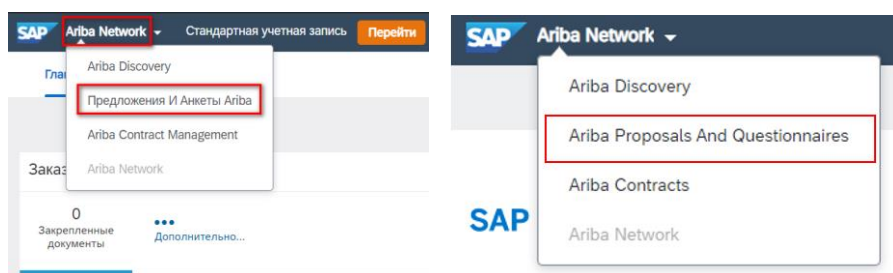 SAP Ariba Network Стандартная учетная запись Перейти
Гла
Ariba Discovery
Предложения И Анкеты Ariba
Ariba Contract Management
Ariba Network
Заказ
0
Закрепленные
документы
Дополнительно...
SAP Ariba Network
Ariba Discovery
Ariba Proposals And Questionnaires
Ariba Contracts
Ariba Network
SAP